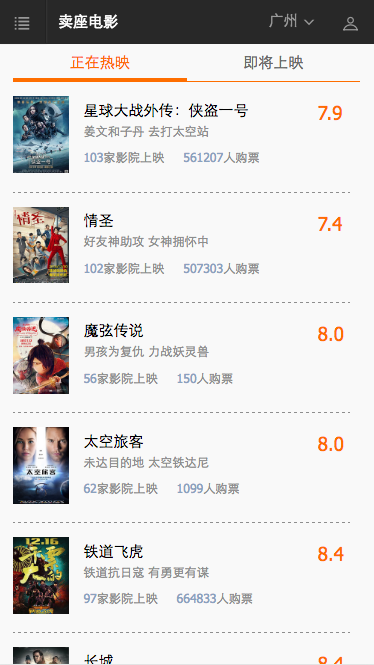 卖座电影
广州
正在热映
即将上映
星球大战外传：侠盗一号
7.9
姜文和子丹 去打太空站
103家影院上映 561207人购票
情圣
7.4
好友神助攻 女神拥怀中
102家影院上映 507303人购票
魔弦传说
8.0
男孩为复仇 力战妖灵兽
56家影院上映 150人购票
太空旅客
8.0
未达目的地 太空铁达尼
62家影院上映 1099人购票
铁道飞虎
8.4
铁道抗日寇 有勇更有谋
97家影院上映 664833人购票
长城
8.4
情圣
太空旅客
12.16